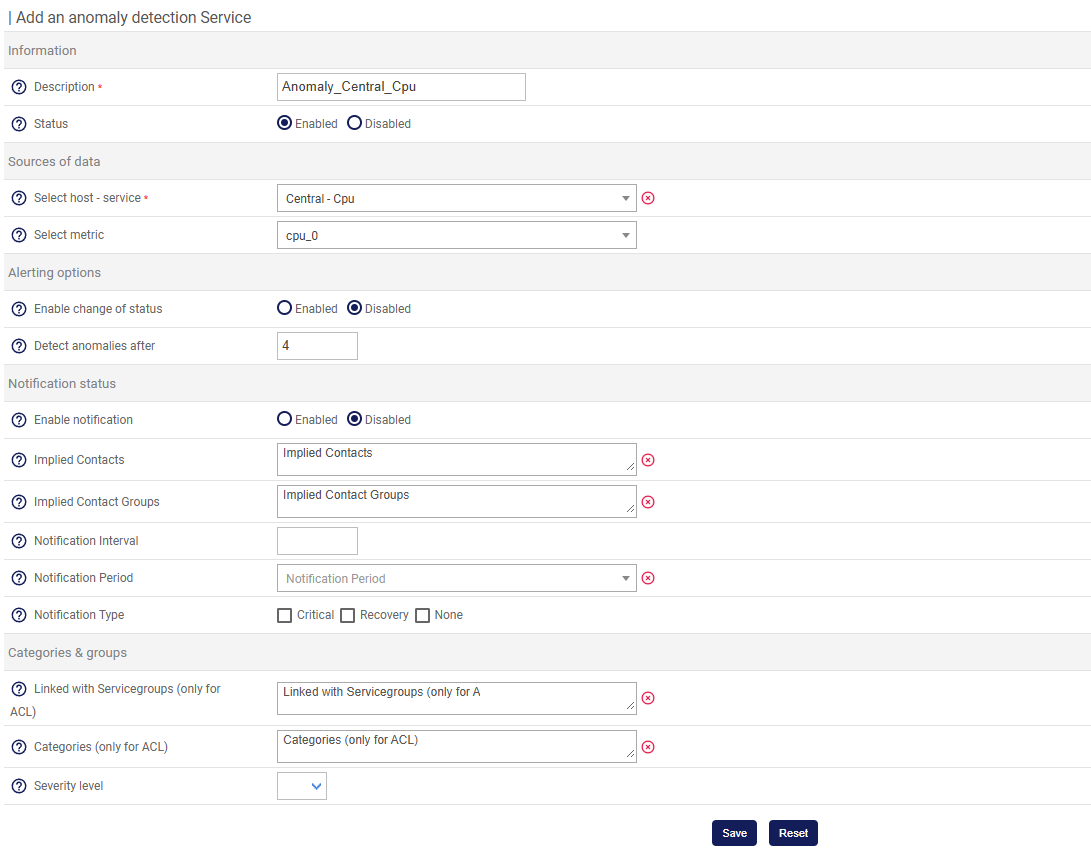 Add an anomaly detection Service
Information
Description *
Anomaly_Central_Cpu
Status
Enabled Disabled
Sources of data
Select host - service *
Central - Cpu
Select metric
cpu_0
Alerting options
Enable change of status
Enabled Disabled
Detect anomalies after
4
Notification status
Enable notification
Enabled Disabled
Implied Contacts
Implied Contacts
Implied Contact Groups
Implied Contact Groups
Notification Interval
Notification Period
Notification Period
Notification Type
Critical Recovery None
Categories & groups
Linked with Servicegroups (only for
ACL)
Linked with Servicegroups (only for A
Categories (only for ACL)
Categories (only for ACL)
Severity level
Save Reset